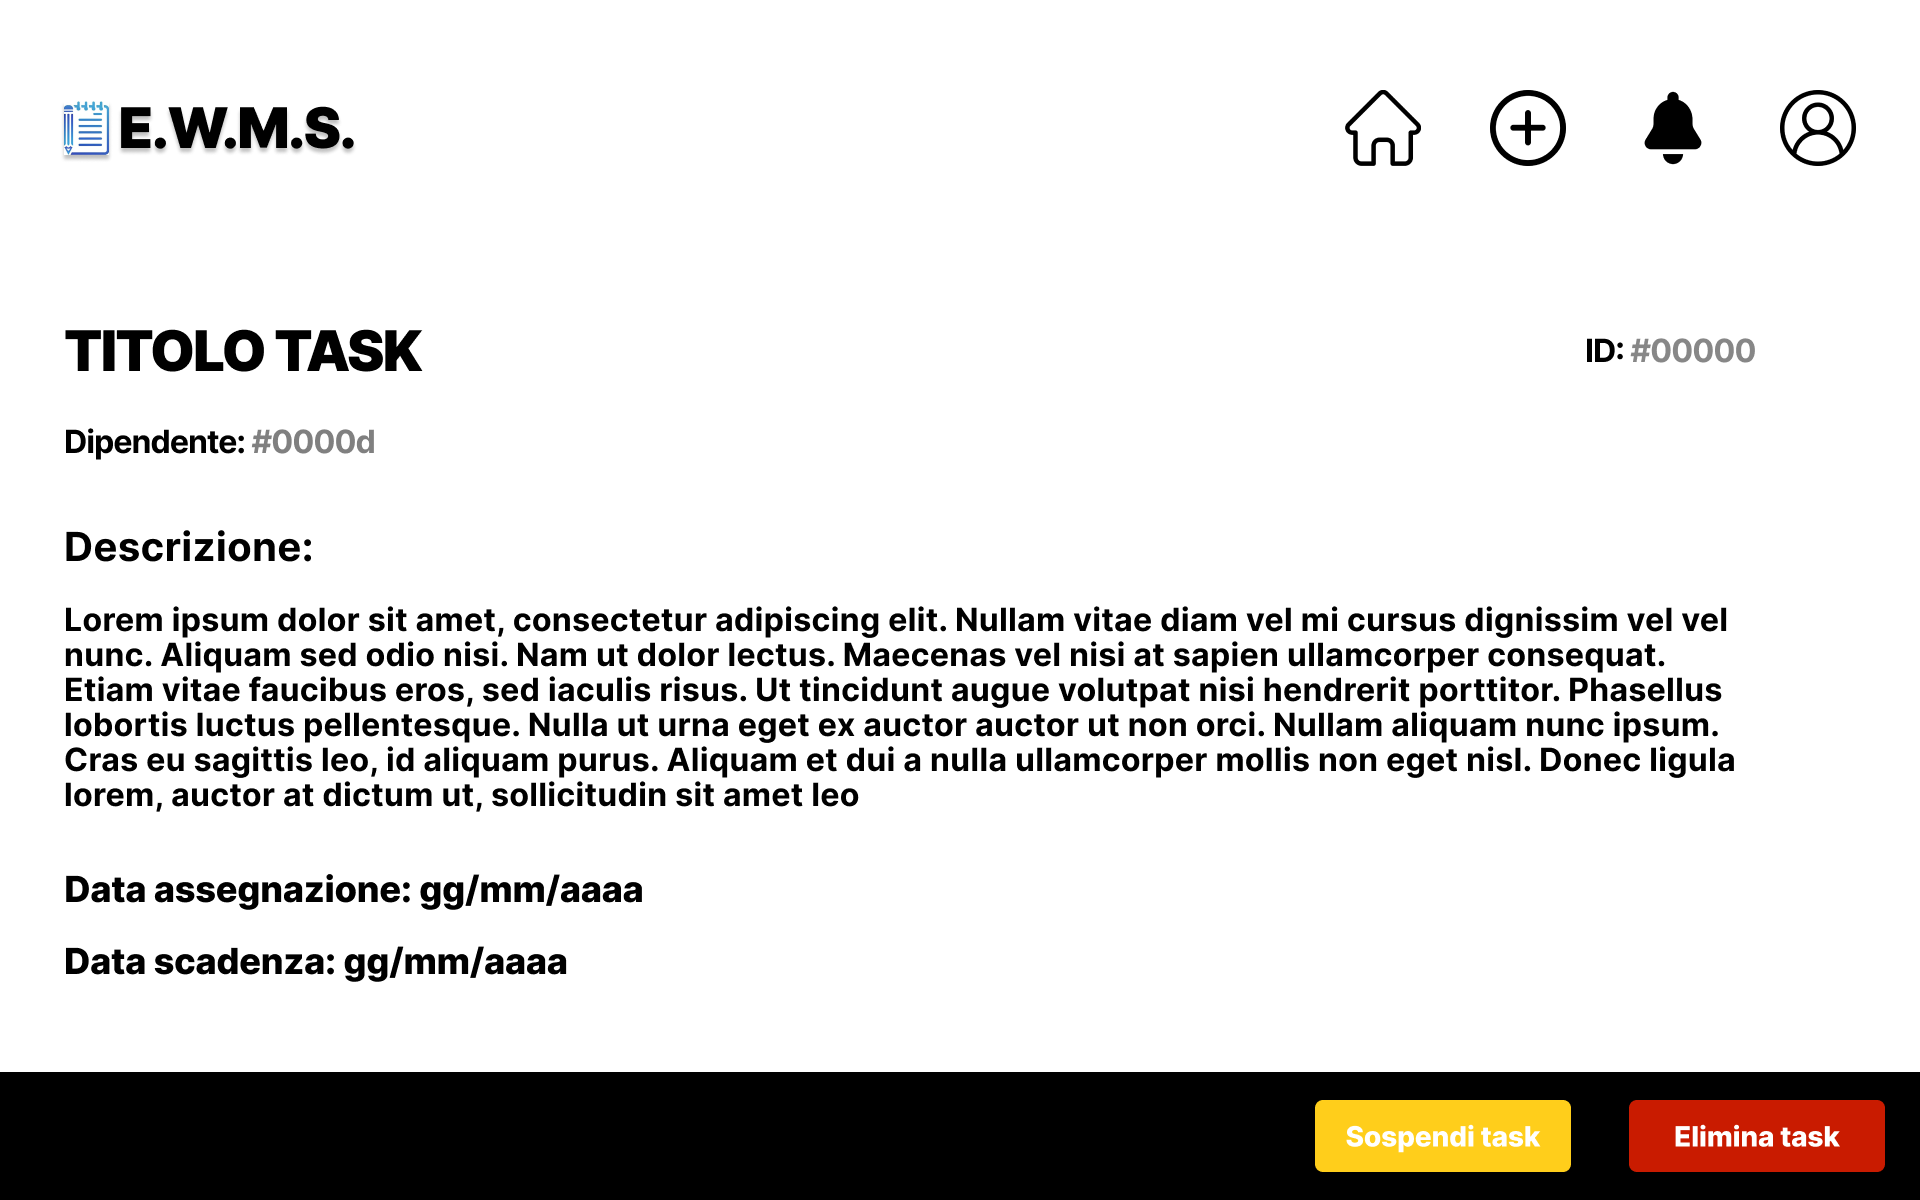 E.W.M.S.
TITOLO TASK
ID: #00000
Dipendente: #0000d
Descrizione:
Lorem ipsum dolor sit amet, consectetur adipiscing elit. Nullam vitae diam vel mi cursus dignissim vel vel
nunc. Aliquam sed odio nisi. Nam ut dolor lectus. Maecenas vel nisi at sapien ullamcorper consequat.
Etiam vitae faucibus eros, sed iaculis risus. Ut tincidunt augue volutpat nisi hendrerit porttitor. Phasellus
lobortis luctus pellentesque. Nulla ut urna eget ex auctor auctor ut non orci. Nullam aliquam nunc ipsum.
Cras eu sagittis leo, id aliquam purus. Aliquam et dui a nulla ullamcorper mollis non eget nisl. Donec ligula
lorem, auctor at dictum ut, sollicitudin sit amet leo
Data assegnazione: gg/mm/aaaa
Data scadenza: gg/mm/aaaa
Sospendi task
Elimina task